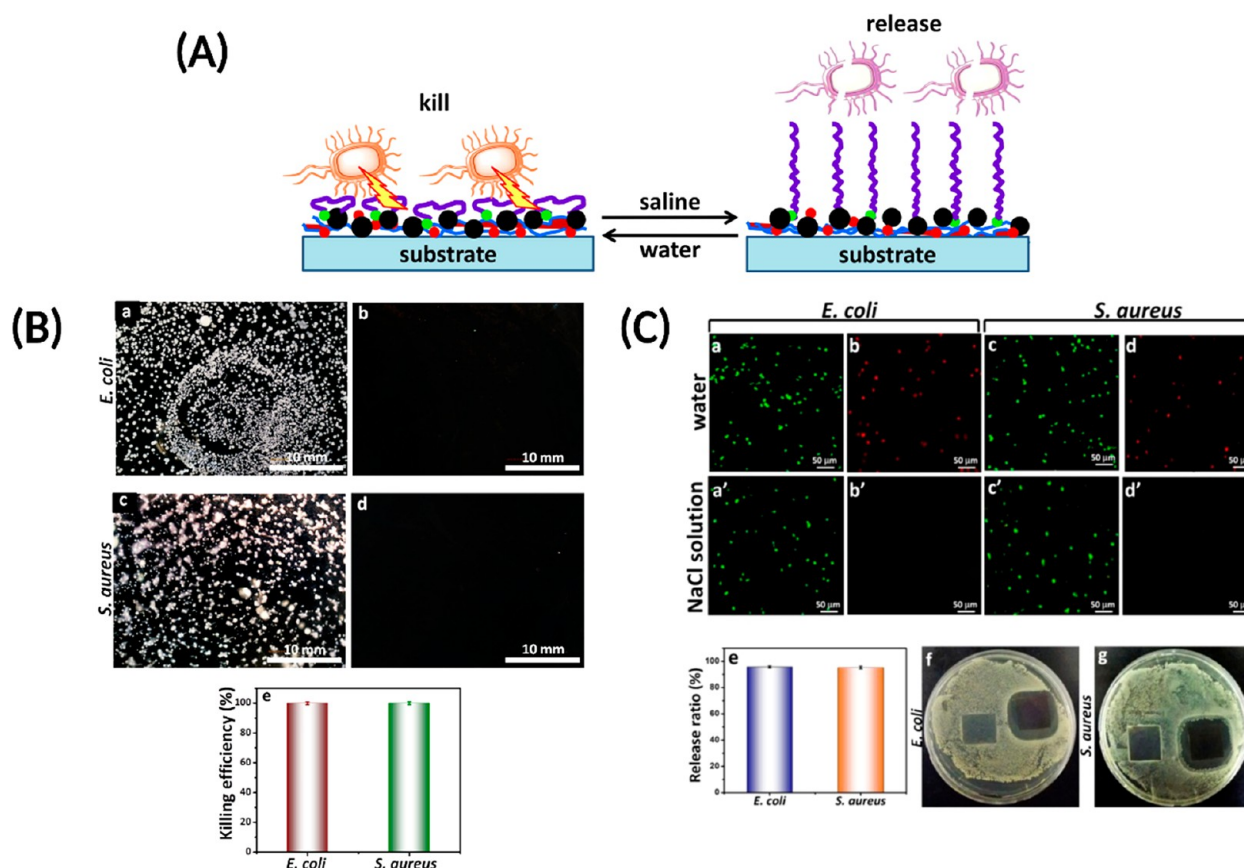 (A)
kill
release
saline
water
substrate
substrate
(B)
a
b
E. coli
10 mm
10 mm
c
d
S. aureus
10 mm
10 mm
e
Killing efficiency (%)
100
80
60
40
20
0
E. coli
S. aureus
(C)
E. coli
S. aureus
water
a
b
c
d
50 µm
50 µm
50 µm
50 µm
NaCl solution
a’
b’
c’
d’
50 µm
50 µm
50 µm
50 µm
e
Release ratio (%)
100
80
60
40
20
0
E. coli
S. aureus
E. coli
f
S. aureus
g